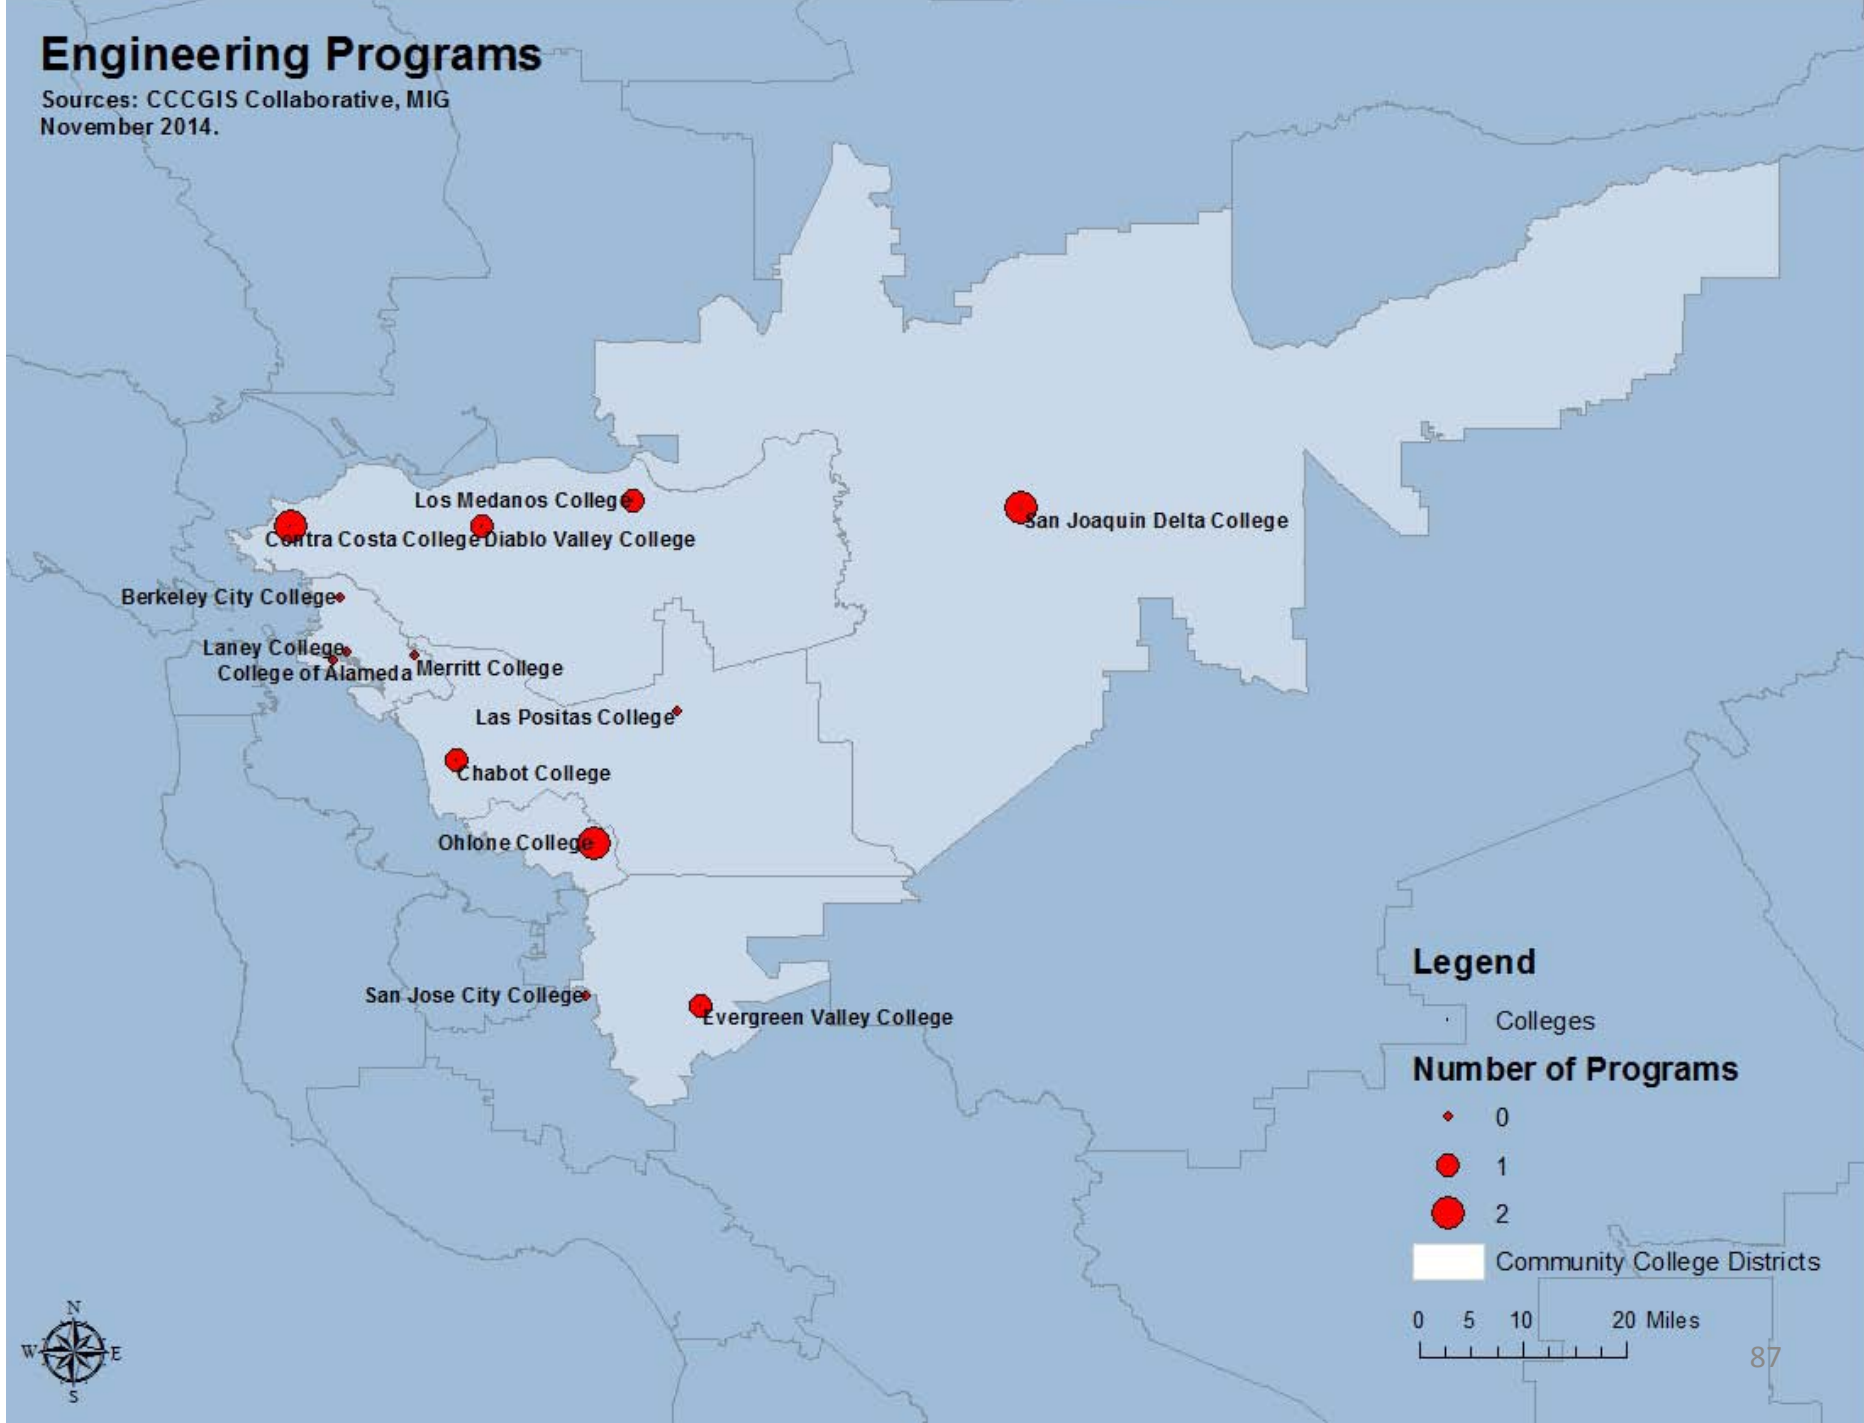 Engineering Programs
Sources: CCCGIS Collaborative, MIG
November 2014.
Los Medanos College
San Joaquin Delta College
Contra Costa College
Diablo Valley College
Berkeley City College
Laney College
Merritt College
College of Alameda
Las Positas College
Chabot College
Ohlone College
San Jose City College
Evergreen Valley College
Legend
Colleges
Number of Programs
0
1
2
Community College Districts
0 5 10 20 Miles
87
N
W E
S